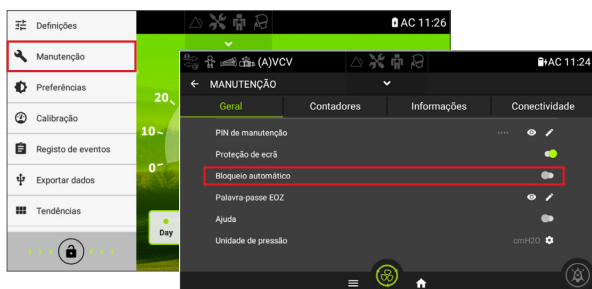 Definições
Manutenção
Preferências
Calibração
Registo de eventos
Exportar dados
Tendências
AC 11:26
20
10
0
Day
(A)VCV
AC 11:24
MANUTENÇÃO
Geral
Contadores
Informações
Conectividade
PIN de manutenção
....
Proteção de ecrã
Bloqueio automático
Palavra-passe EOZ
Ajuda
Unidade de pressão
cmH2O